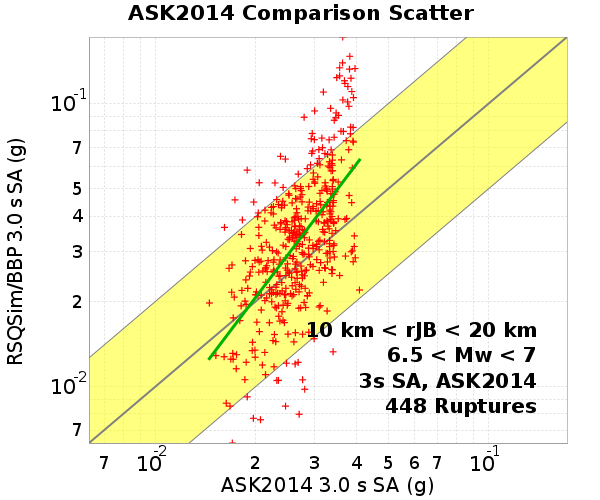 ASK2014 Comparison Scatter
RSQSim/BBP 3.0 s SA (g)
10-1
7
5
4
3
2
10-2
7
10 km < rJB < 20 km
6.5 < Mw < 7
3s SA, ASK2014
448 Ruptures
7 10-2 2 3 4 5 6 7 10-1
ASK2014 3.0 s SA (g)